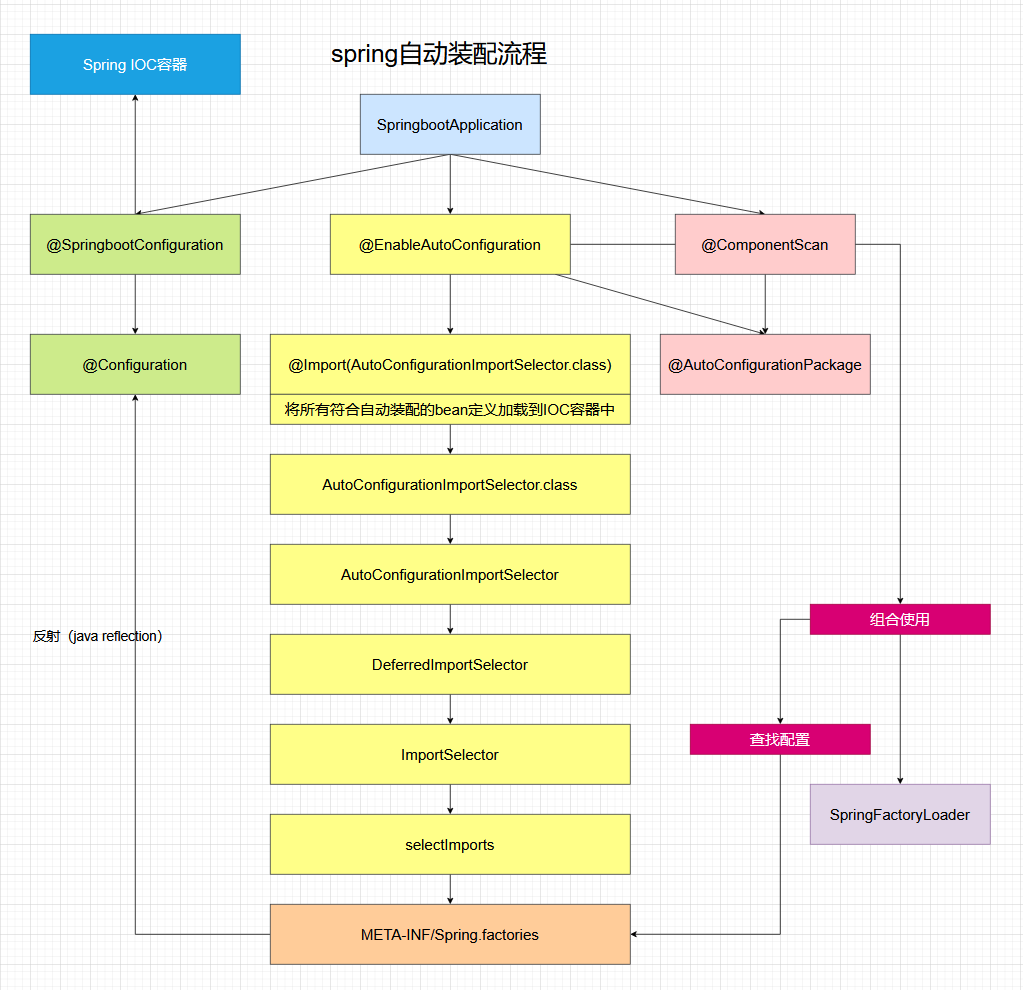 spring自动装配流程
Spring IOC容器
SpringbootApplication
@SpringbootConfiguration
@EnableAutoConfiguration
@ComponentScan
@Configuration
@Import(AutoConfigurationImportSelector.class)
@AutoConfigurationPackage
将所有符合自动装配的bean定义加载到IOC容器中
AutoConfigurationImportSelector.class
AutoConfigurationImportSelector
组合使用
反射（java reflection）
DeferredImportSelector
查找配置
ImportSelector
SpringFactoryLoader
selectImports
META-INF/Spring.factories